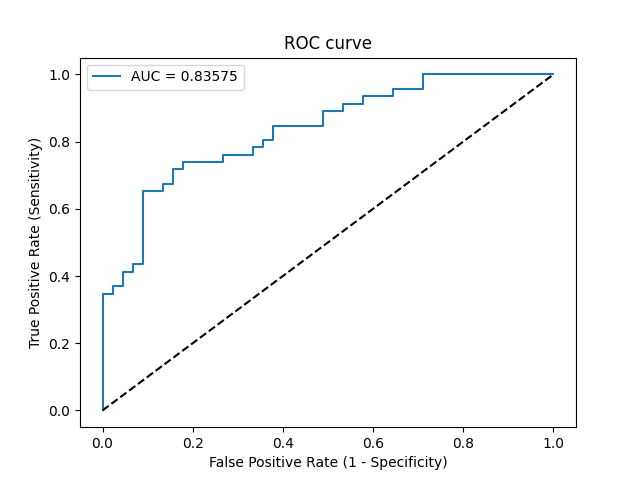 ROC curve
AUC = 0.83575
True Positive Rate (Sensitivity)
1.0
0.8
0.6
0.4
0.2
0.0
0.0 0.2 0.4 0.6 0.8 1.0
False Positive Rate (1 - Specificity)